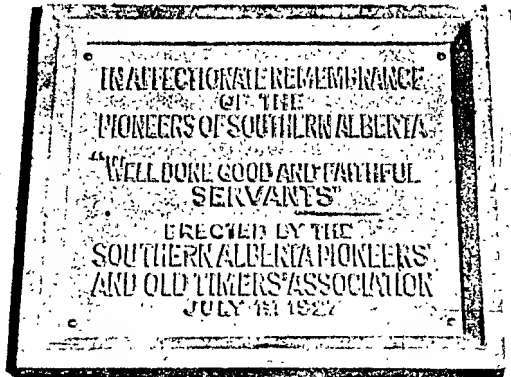 IN AFFECTIONATE REMEMBRANCE
OF THE
PIONEERS OF SOUTHERN ALBERTA
"WELL DONE GOOD AND FAITHFUL
SERVANTS"
ERECTED BY THE
SOUTHERN ALBERTA PIONEERS'
AND OLD TIMERS' ASSOCIATION
JULY 1st 1927